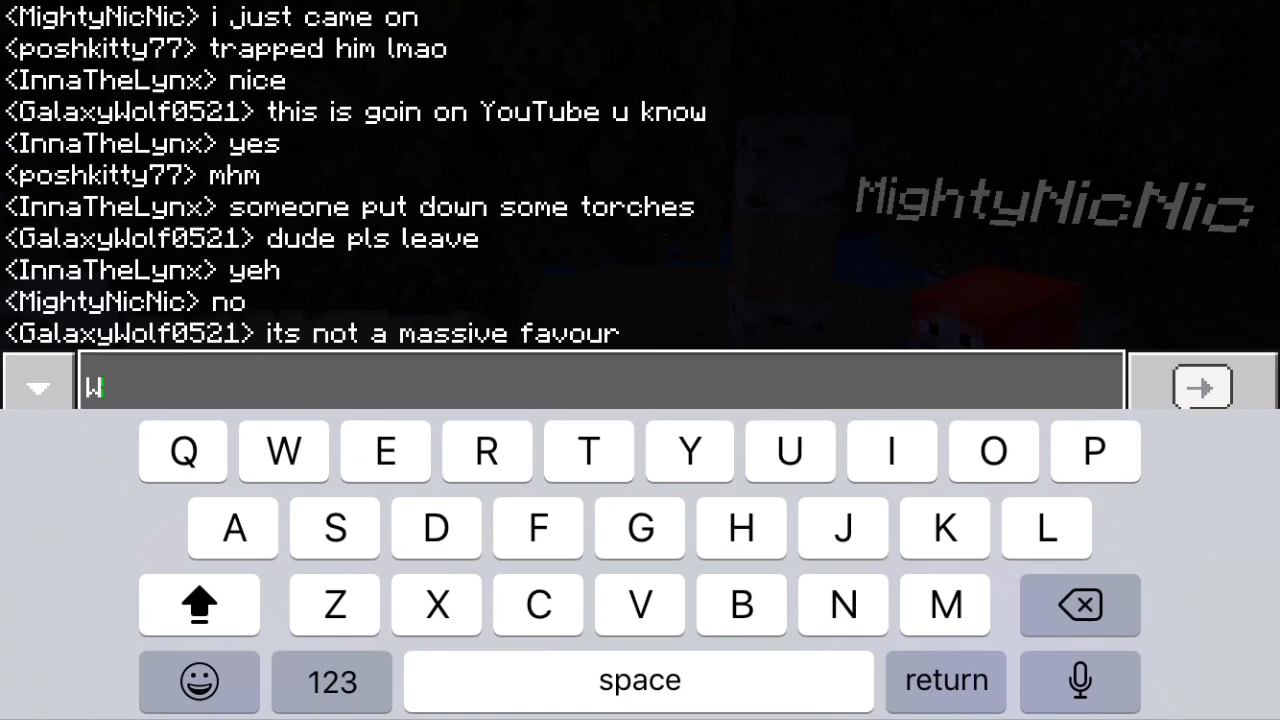 <MightyNicNic> i just came on
<poshkitty77> trapped him lmao
<InnaTheLynx> nice
<GalaxyWolf0521> this is goin on YouTube u know
<InnaTheLynx> yes
<poshkitty77> mhm
<InnaTheLynx> someone put down some torches
MightyNicNic
<GalaxyWolf0521> dude pls leave
<InnaTheLynx> yeh
<MightyNicNic> no
<GalaxyWolf0521> its not a massive favour
W
Q W E R T Y U I O P
A S D F G H J K L
Z X C V B N M
123 space return